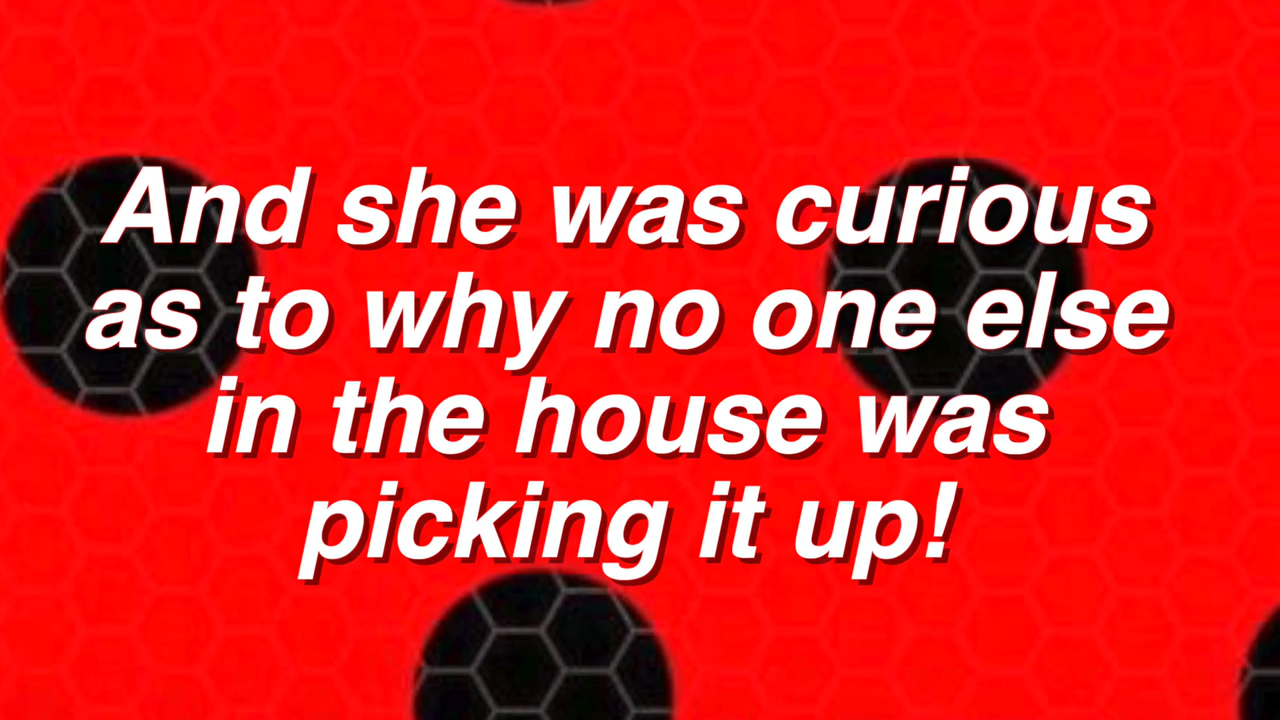 And she was curious
as to why no one else
in the house was
picking it up!